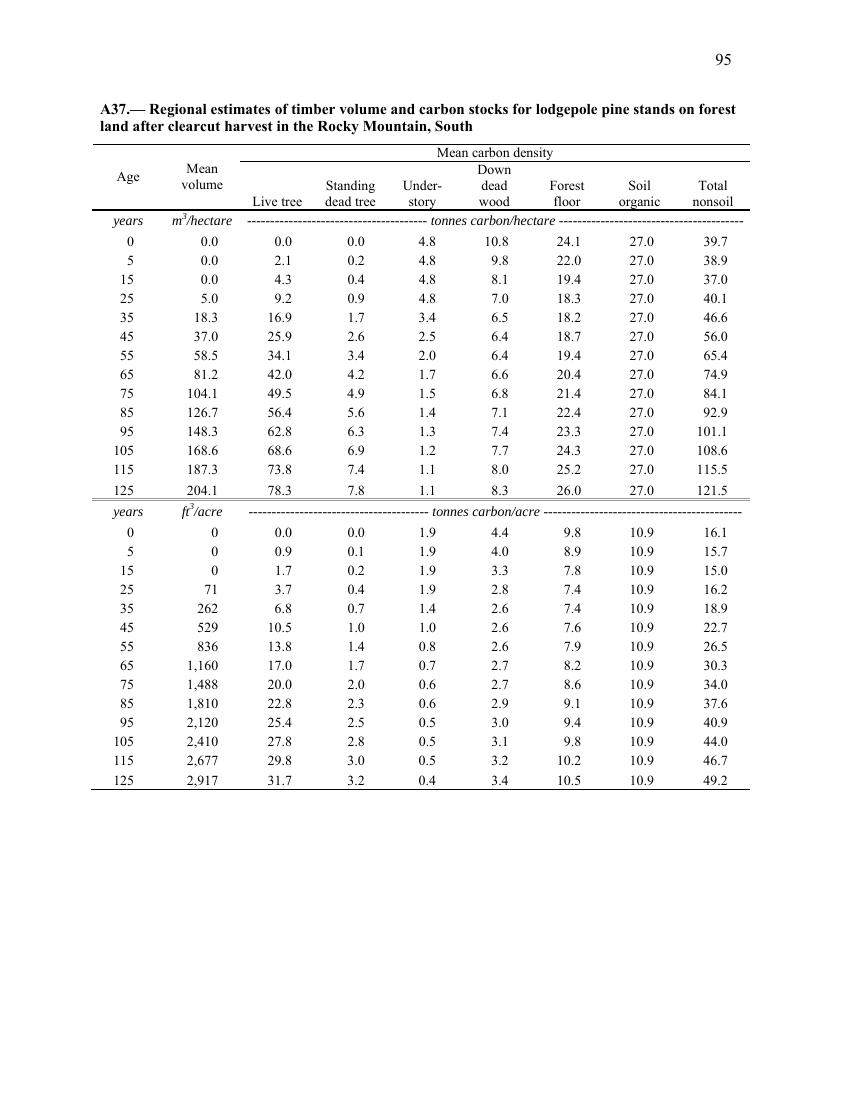 95
A37.— Regional estimates of timber volume and carbon stocks for lodgepole pine stands on forest
land after clearcut harvest in the Rocky Mountain, South
Age Mean volume Mean carbon density
Live tree Standing dead tree Under-story Down dead wood Forest floor Soil organic Total nonsoil
years m³/hectare ---------------------------------------- tonnes carbon/hectare ----------------------------------------
0 0.0 0.0 0.0 4.8 10.8 24.1 27.0 39.7
5 0.0 2.1 0.2 4.8 9.8 22.0 27.0 38.9
15 0.0 4.3 0.4 4.8 8.1 19.4 27.0 37.0
25 5.0 9.2 0.9 4.8 7.0 18.3 27.0 40.1
35 18.3 16.9 1.7 3.4 6.5 18.2 27.0 46.6
45 37.0 25.9 2.6 2.5 6.4 18.7 27.0 56.0
55 58.5 34.1 3.4 2.0 6.4 19.4 27.0 65.4
65 81.2 42.0 4.2 1.7 6.6 20.4 27.0 74.9
75 104.1 49.5 4.9 1.5 6.8 21.4 27.0 84.1
85 126.7 56.4 5.6 1.4 7.1 22.4 27.0 92.9
95 148.3 62.8 6.3 1.3 7.4 23.3 27.0 101.1
105 168.6 68.6 6.9 1.2 7.7 24.3 27.0 108.6
115 187.3 73.8 7.4 1.1 8.0 25.2 27.0 115.5
125 204.1 78.3 7.8 1.1 8.3 26.0 27.0 121.5
years ft³/acre ---------------------------------------- tonnes carbon/acre ----------------------------------------
0 0 0.0 0.0 1.9 4.4 9.8 10.9 16.1
5 0 0.9 0.1 1.9 4.0 8.9 10.9 15.7
15 0 1.7 0.2 1.9 3.3 7.8 10.9 15.0
25 71 3.7 0.4 1.9 2.8 7.4 10.9 16.2
35 262 6.8 0.7 1.4 2.6 7.4 10.9 18.9
45 529 10.5 1.0 1.0 2.6 7.6 10.9 22.7
55 836 13.8 1.4 0.8 2.6 7.9 10.9 26.5
65 1,160 17.0 1.7 0.7 2.7 8.2 10.9 30.3
75 1,488 20.0 2.0 0.6 2.7 8.6 10.9 34.0
85 1,810 22.8 2.3 0.6 2.9 9.1 10.9 37.6
95 2,120 25.4 2.5 0.5 3.0 9.4 10.9 40.9
105 2,410 27.8 2.8 0.5 3.1 9.8 10.9 44.0
115 2,677 29.8 3.0 0.5 3.2 10.2 10.9 46.7
125 2,917 31.7 3.2 0.4 3.4 10.5 10.9 49.2